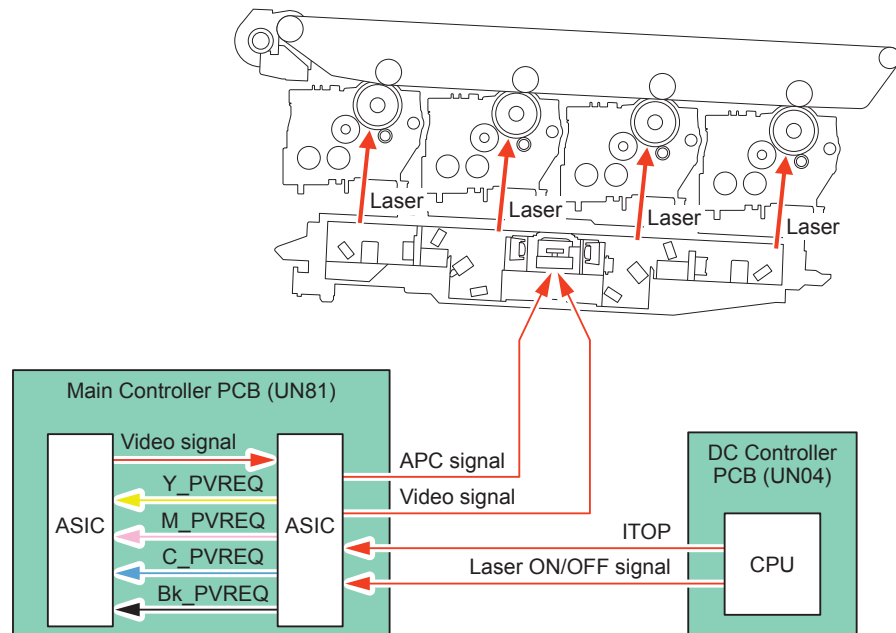 Laser
Laser
Laser
Laser
Main Controller PCB (UN81)
Video signal
Y_PVREQ
M_PVREQ
C_PVREQ
Bk_PVREQ
ASIC
ASIC
APC signal
Video signal
ITOP
Laser ON/OFF signal
DC Controller
PCB (UN04)
CPU